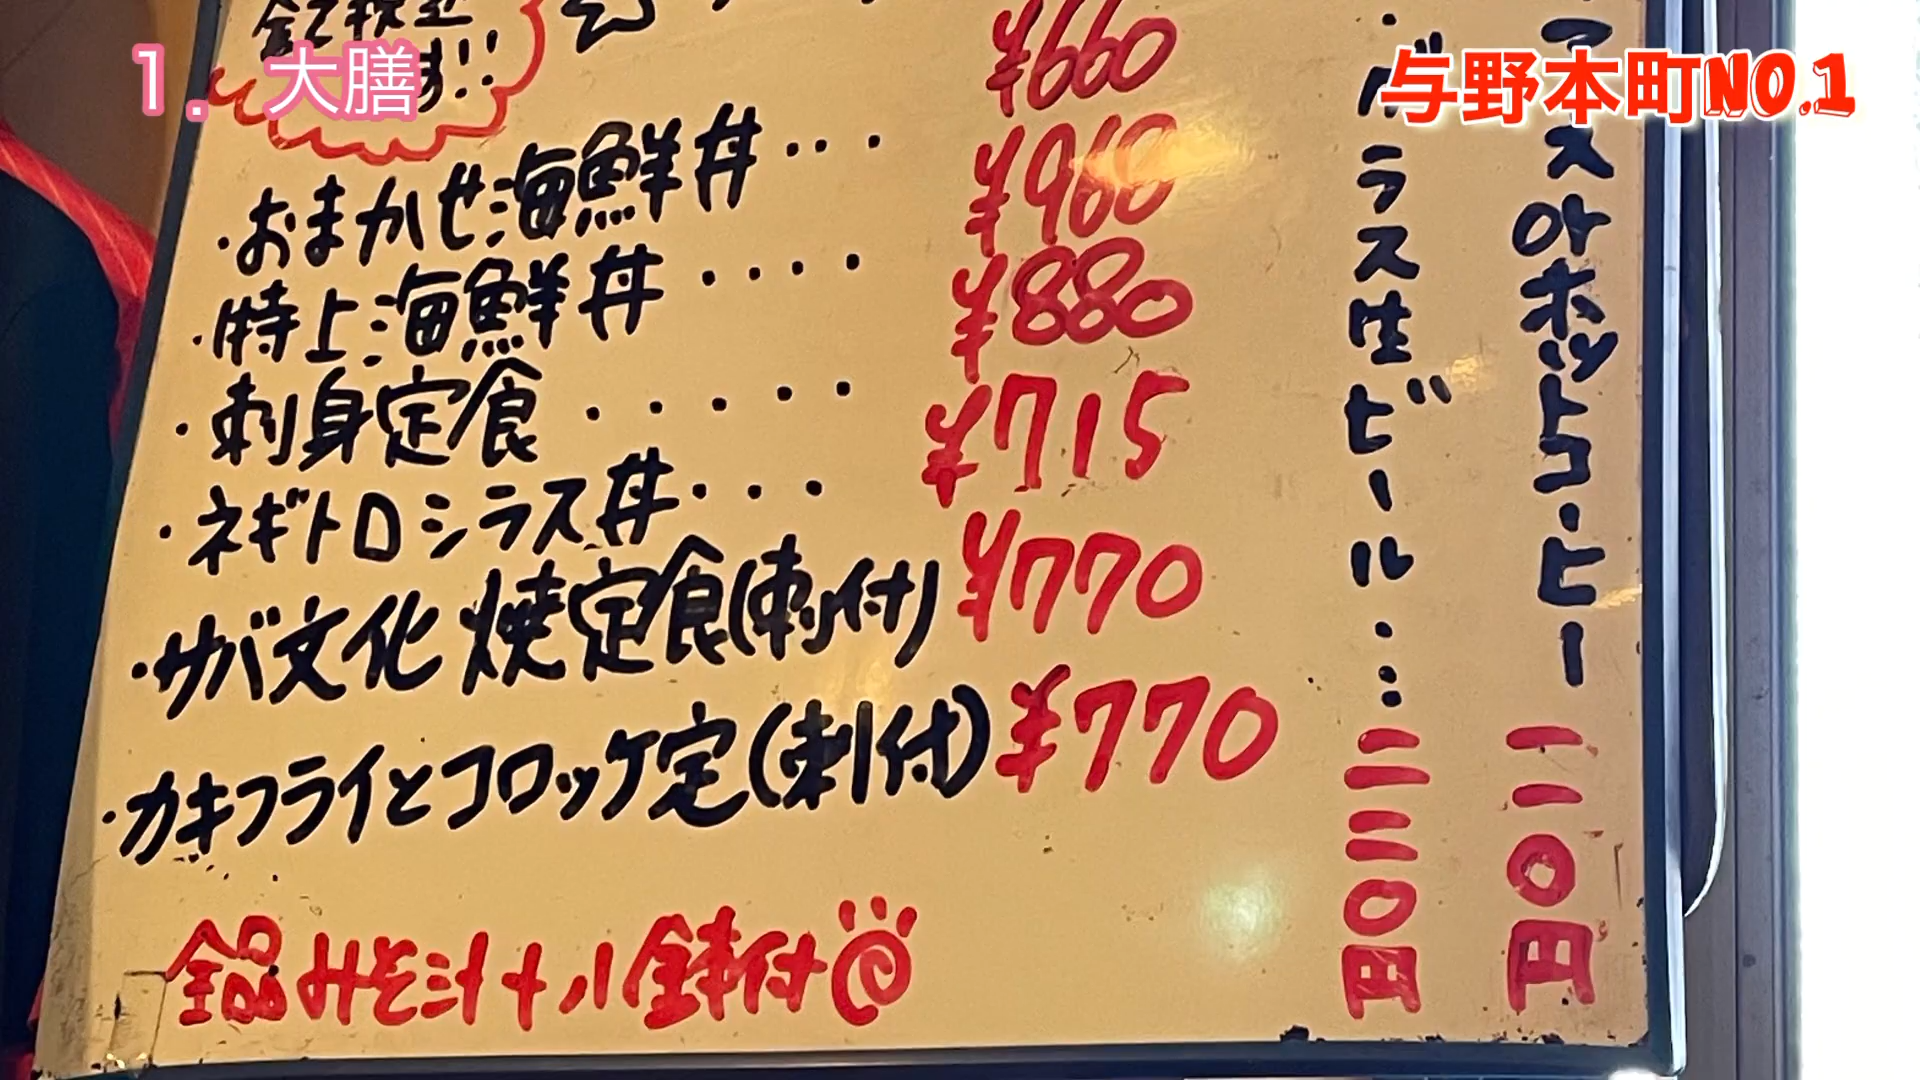 1. 大膳
与野本町NO.1
す!!
¥660
・おまかせ海鮮丼・・・ ¥960
・特上海鮮丼・・・・ ¥880
・刺身定食・・・・・ ¥715
・ネギトロシラス丼・・・ ¥770
・サバ文化焼定食(刺付) ¥770
・カキフライとコロッケ定(刺付)
全品みそ汁+小鉢付
グラス生ビール・・・二二〇円
アイスorホットコーヒー 一一〇円